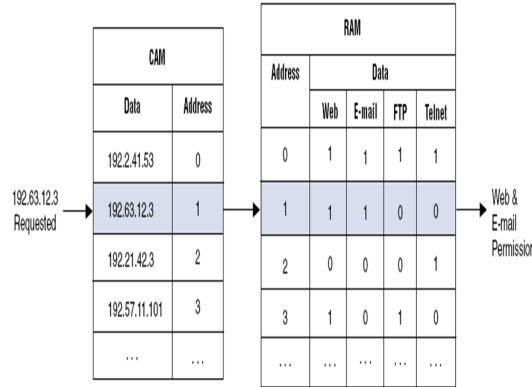 192.63.12.3
Requested
CAM
Data Address
192.2.41.53 0
192.63.12.3 1
192.21.42.3 2
192.57.11.101 3
... ...
RAM
Address Data
Web E-mail FTP Telnet
0 1 1 1 1
1 1 1 0 0
2 0 0 0 1
3 1 0 1 0
... ... ... ... ...
Web &
E-mail
Permission